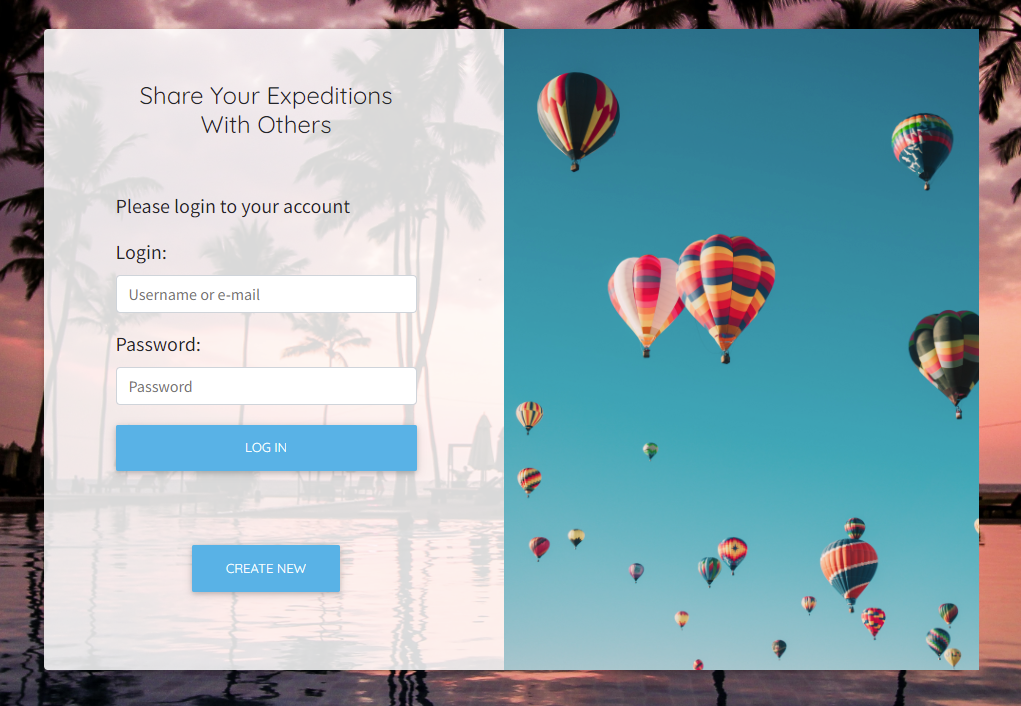 Share Your Expeditions
With Others
Please login to your account
Login:
Username or e-mail
Password:
Password
LOG IN
CREATE NEW